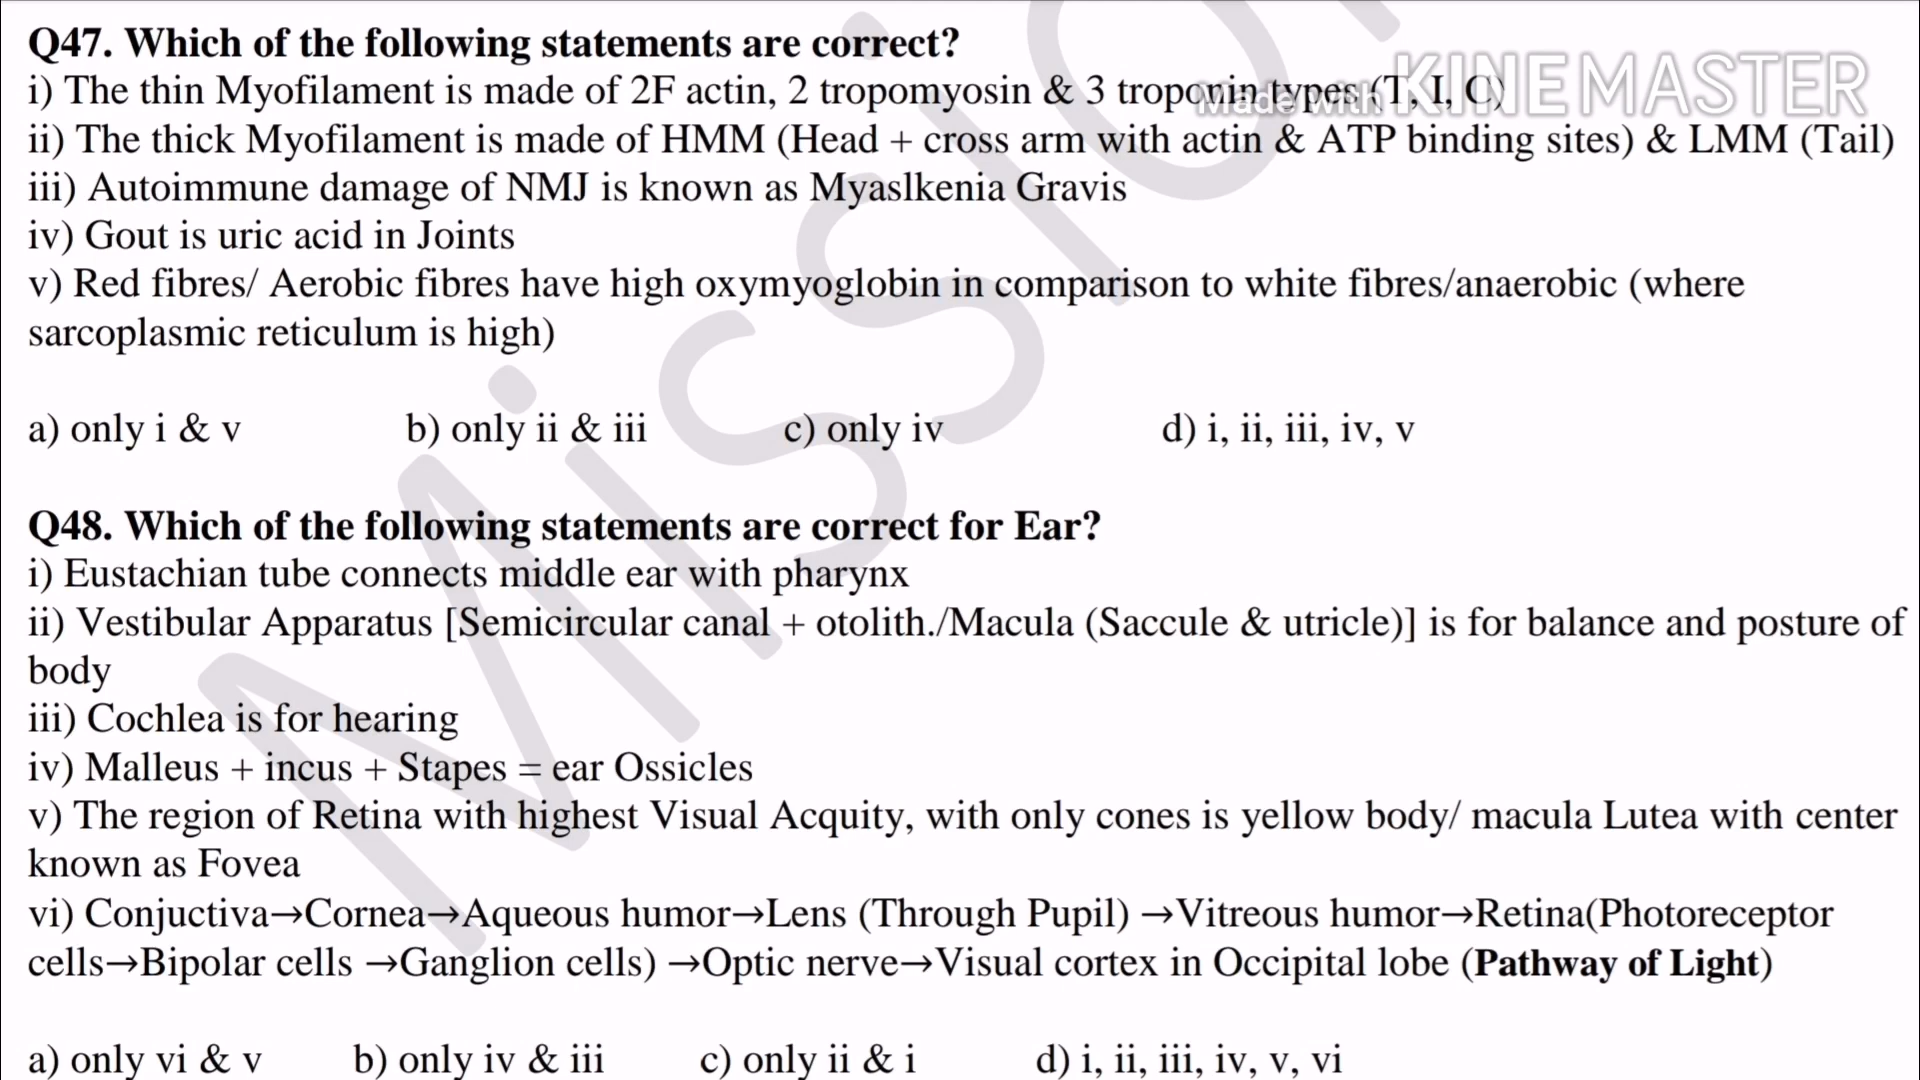 Q47. Which of the following statements are correct?
i) The thin Myofilament is made of 2F actin, 2 tropomyosin & 3 troponin types (T, I, C)
Made with KINEMASTER
ii) The thick Myofilament is made of HMM (Head + cross arm with actin & ATP binding sites) & LMM (Tail)
iii) Autoimmune damage of NMJ is known as Myaslkenia Gravis
iv) Gout is uric acid in Joints
v) Red fibres/ Aerobic fibres have high oxymyoglobin in comparison to white fibres/anaerobic (where
sarcoplasmic reticulum is high)
a) only i & v b) only ii & iii c) only iv d) i, ii, iii, iv, v
Q48. Which of the following statements are correct for Ear?
i) Eustachian tube connects middle ear with pharynx
ii) Vestibular Apparatus [Semicircular canal + otolith./Macula (Saccule & utricle)] is for balance and posture of
body
iii) Cochlea is for hearing
iv) Malleus + incus + Stapes = ear Ossicles
v) The region of Retina with highest Visual Acquity, with only cones is yellow body/ macula Lutea with center
known as Fovea
vi) Conjuctiva→Cornea→Aqueous humor→Lens (Through Pupil) →Vitreous humor→Retina(Photoreceptor
cells→Bipolar cells →Ganglion cells) →Optic nerve→Visual cortex in Occipital lobe (Pathway of Light)
a) only vi & v b) only iv & iii c) only ii & i d) i, ii, iii, iv, v, vi